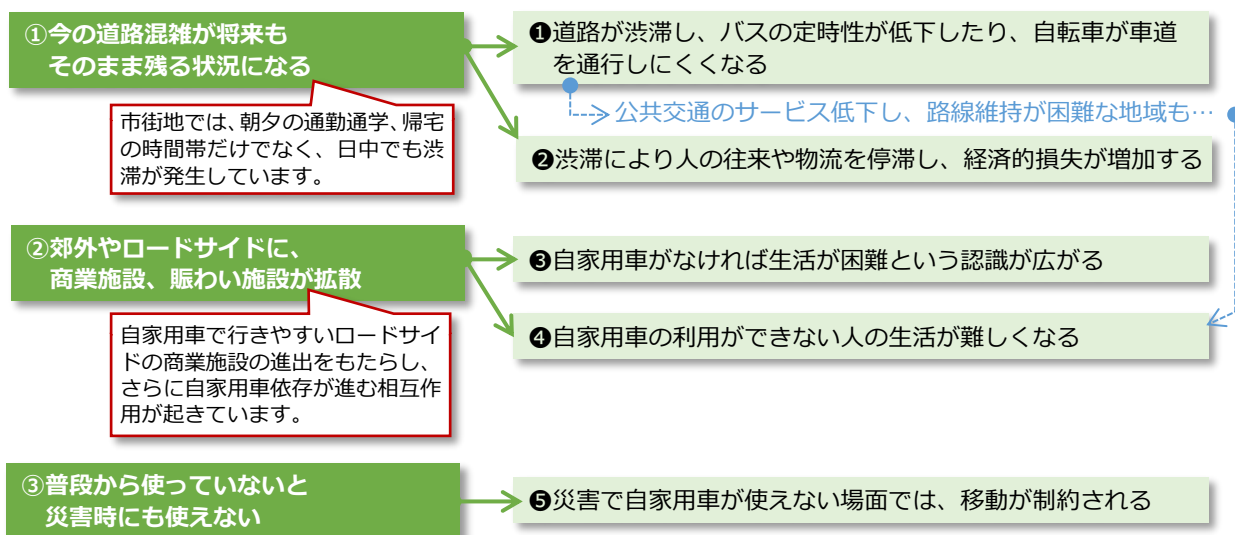 ①今の道路混雑が将来も
そのまま残る状況になる
市街地では、朝夕の通勤通学、帰宅
の時間帯だけでなく、日中でも渋
滞が発生しています。
❶道路が渋滞し、バスの定時性が低下したり、自転車が車道
を通行しにくくなる
公共交通のサービス低下し、路線維持が困難な地域も…
❷渋滞により人の往来や物流を停滞し、経済的損失が増加する
②郊外やロードサイドに、
商業施設、賑わい施設が拡散
自家用車で行きやすいロードサイ
ドの商業施設の進出をもたらし、
さらに自家用車依存が進む相互作
用が起きています。
❸自家用車がなければ生活が困難という認識が広がる
❹自家用車の利用ができない人の生活が難しくなる
③普段から使っていないと
災害時にも使えない
❺災害で自家用車が使えない場面では、移動が制約される